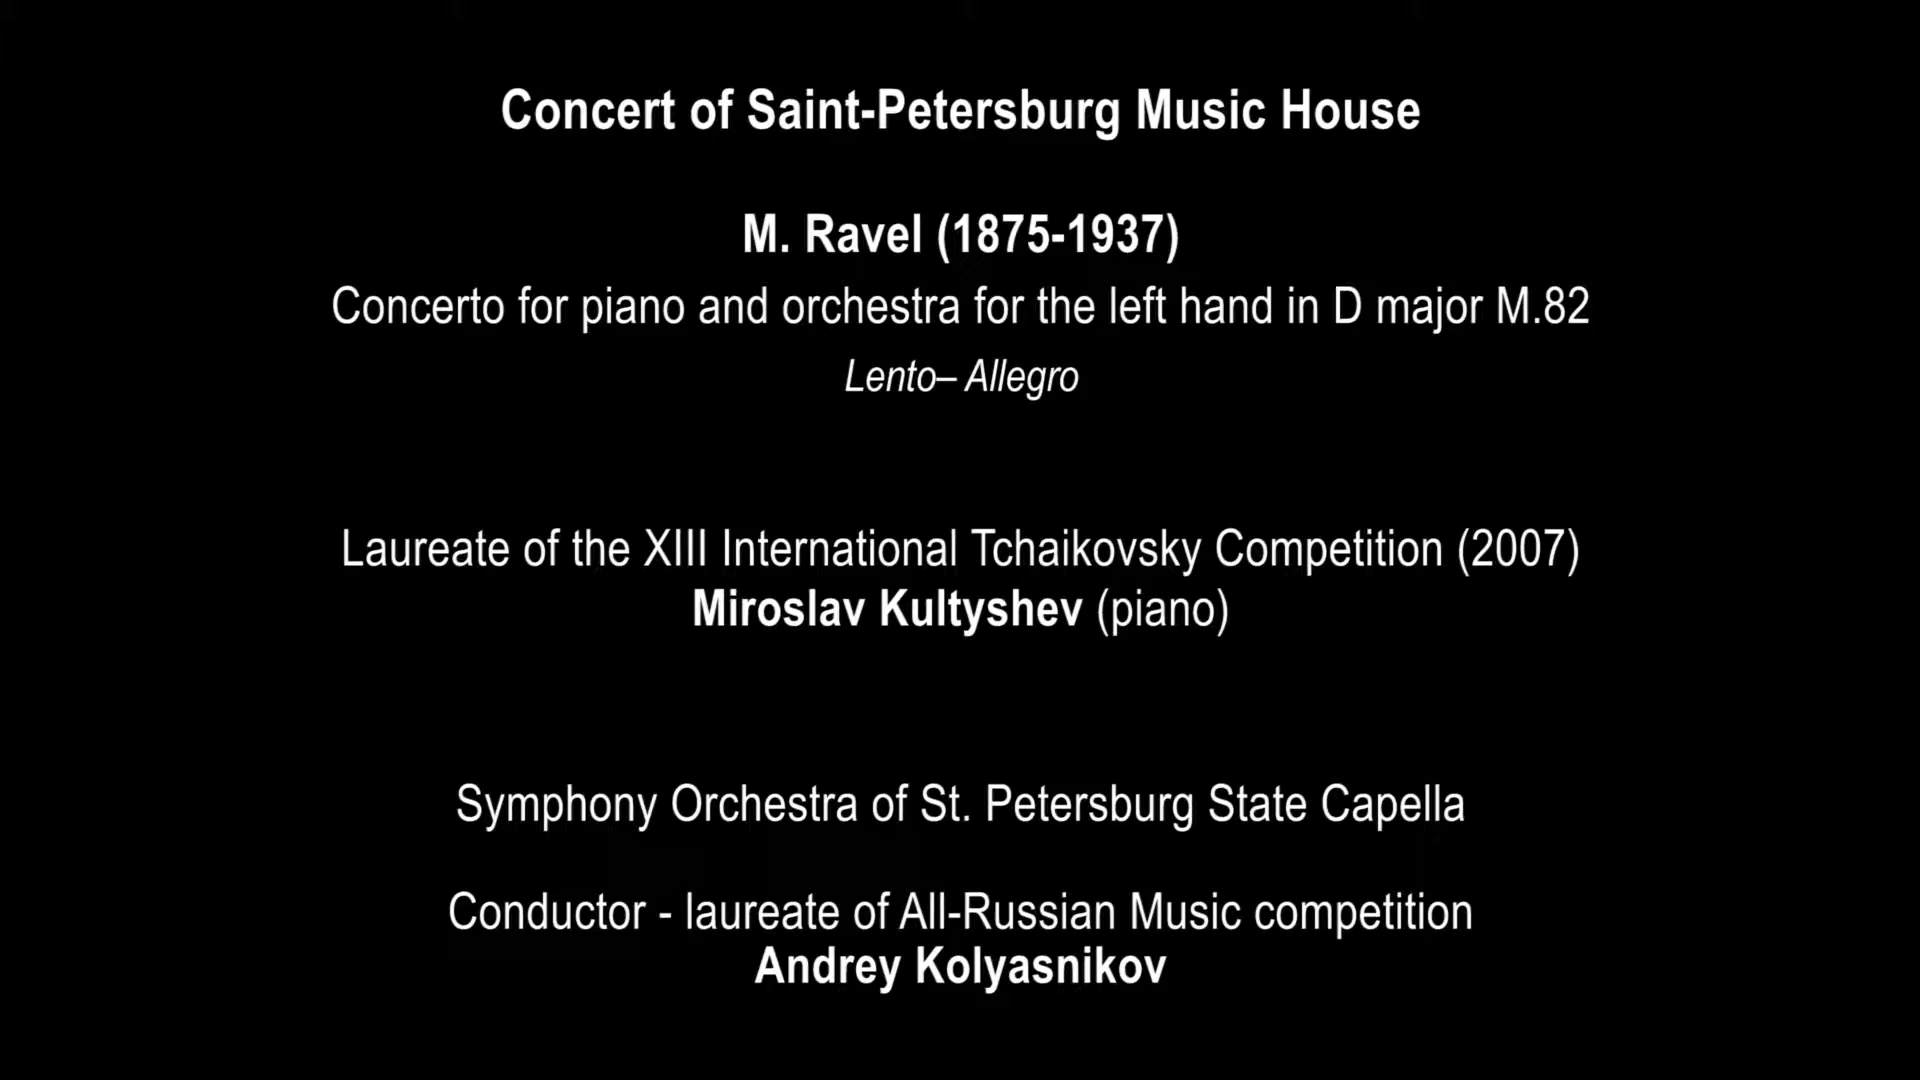 Concert of Saint-Petersburg Music House
M. Ravel (1875-1937)
Concerto for piano and orchestra for the left hand in D major M.82
Lento– Allegro
Laureate of the XIII International Tchaikovsky Competition (2007)
Miroslav Kultyshev (piano)
Symphony Orchestra of St. Petersburg State Capella
Conductor - laureate of All-Russian Music competition
Andrey Kolyasnikov